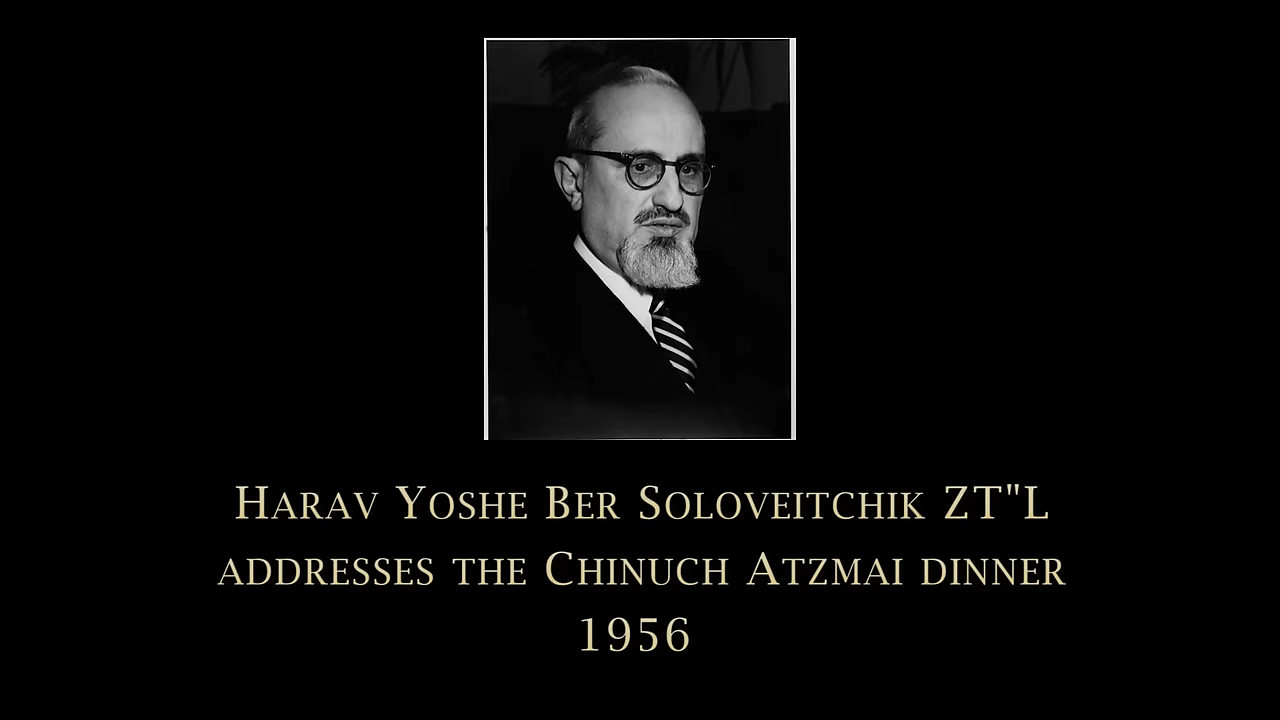 Harav Yoshe Ber Soloveitchik ZT"L
addresses the Chinuch Atzmai dinner
1956